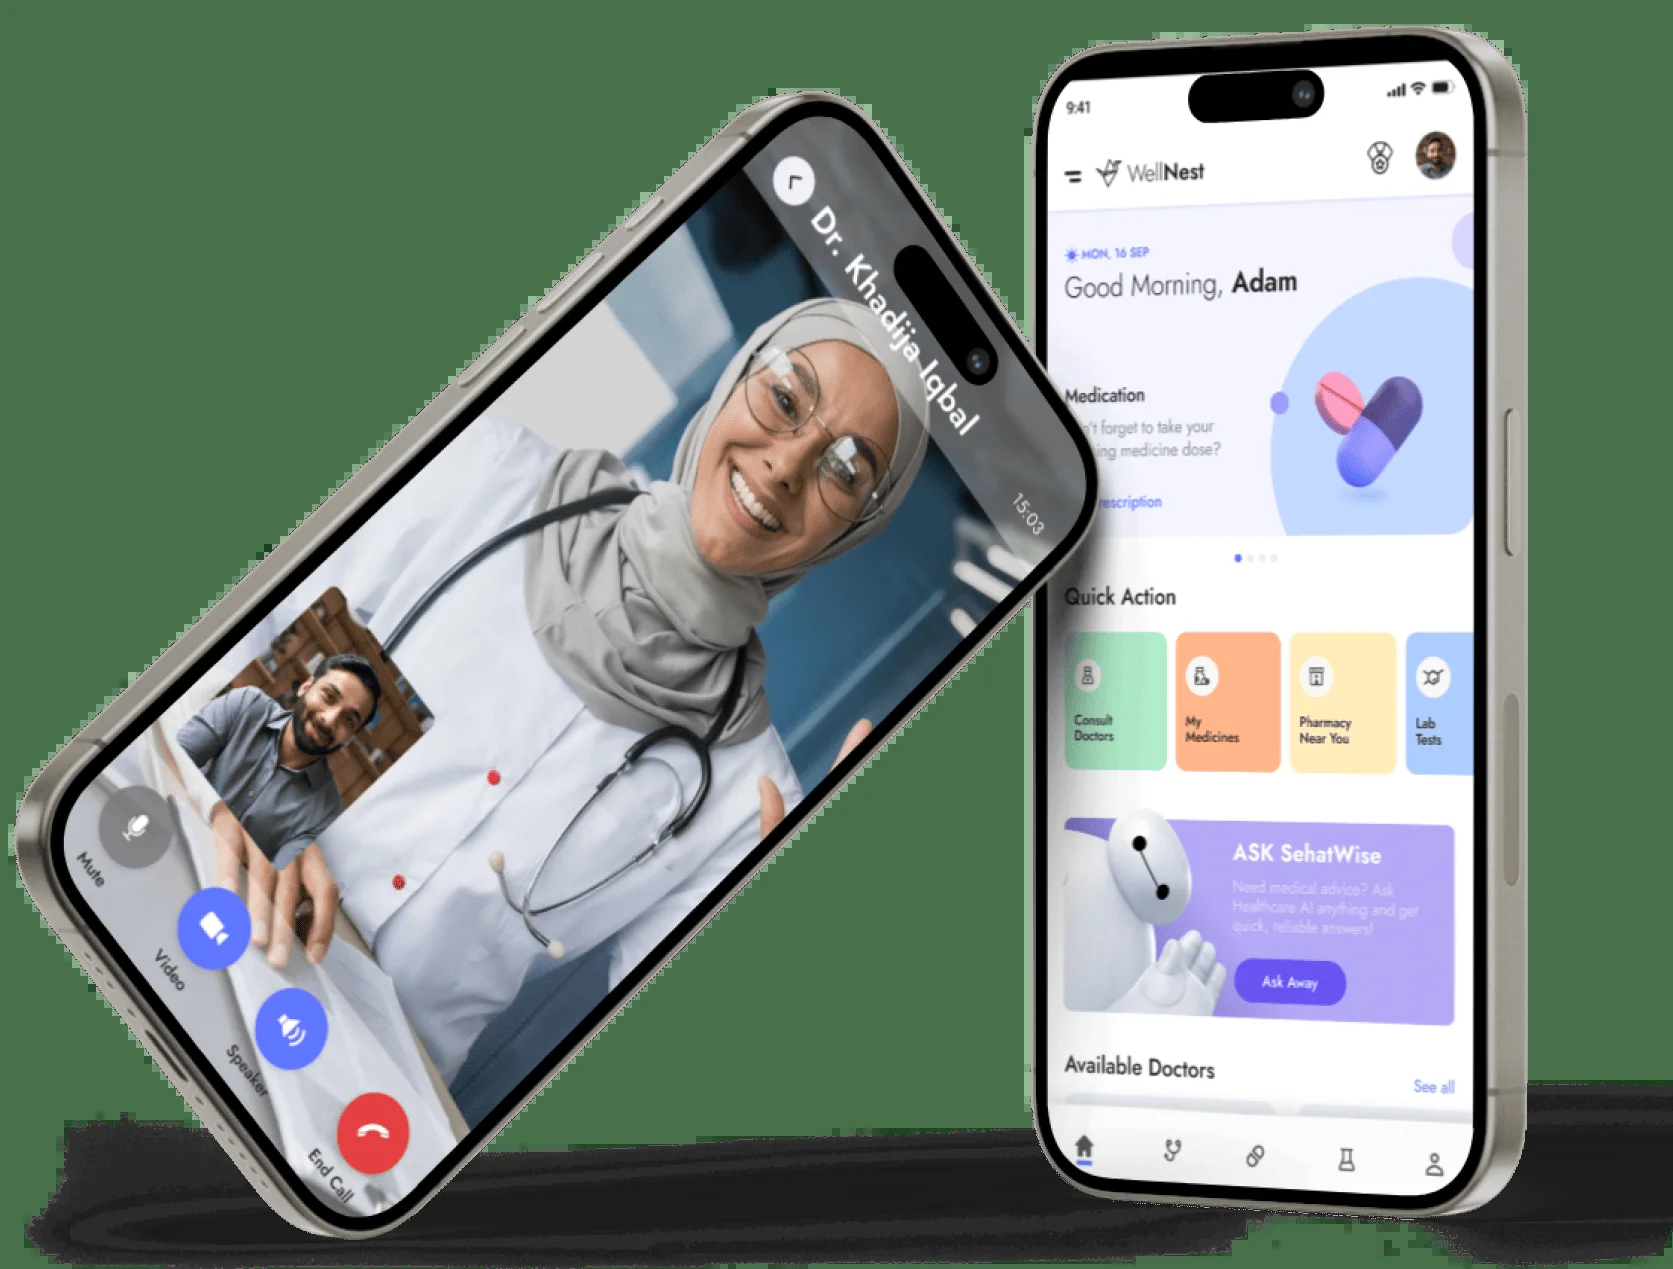 Dr. Khadija Iqbal
15:03
Mute
Video
Speaker
End Call
9:41
WellNest
MON, 16 SEP
Good Morning, Adam
Medication
't forget to take your
ing medicine dose?
rescription
Quick Action
Consult
Doctors
My
Medicines
Pharmacy
Near You
Lab
Tests
ASK SehatWise
Need medical advice? Ask
Healthcare AI anything and get
quick, reliable answers!
Ask Away
Available Doctors
See all